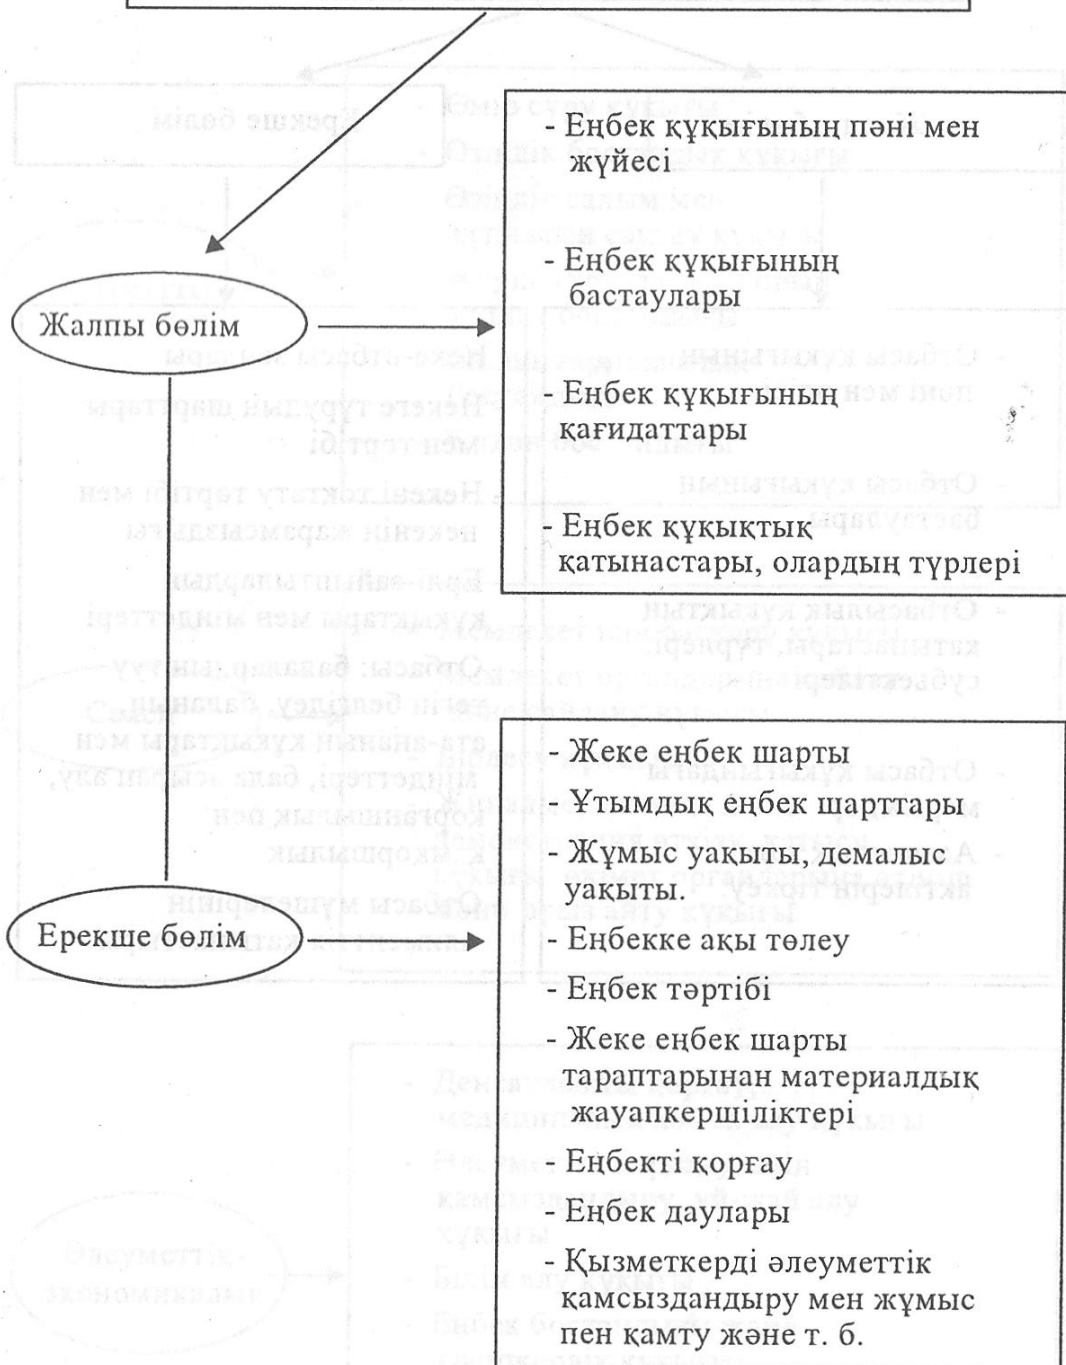 Жалпы бөлім
- Еңбек құқығының пәні мен
жүйесі
- Еңбек құқығының
бастаулары
- Еңбек құқығының
қағидаттары
- Еңбек құқықтық
қатынастары, олардың түрлері
Ерекше бөлім
- Жеке еңбек шарты
- Ұтымдық еңбек шарттары
- Жұмыс уақыты, демалыс
уақыты.
- Еңбекке ақы төлеу
- Еңбек тәртібі
- Жеке еңбек шарты
тараптарынан материалдық
жауапкершіліктері
- Еңбекті қорғау
- Еңбек даулары
- Қызметкерді әлеуметтік
қамсыздандыру мен жұмыс
пен қамту және т. б.